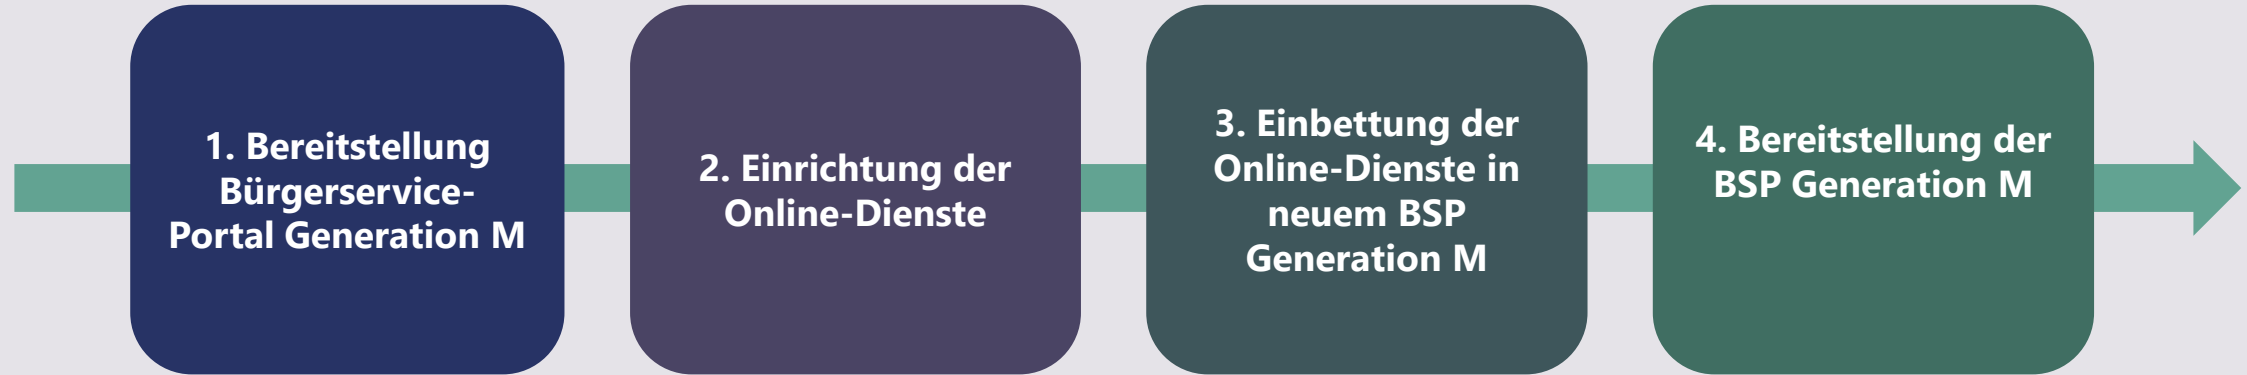 1. Bereitstellung
Bürgerservice-
Portal Generation M
2. Einrichtung der
Online-Dienste
3. Einbettung der
Online-Dienste in
neuem BSP
Generation M
4. Bereitstellung der
BSP Generation M